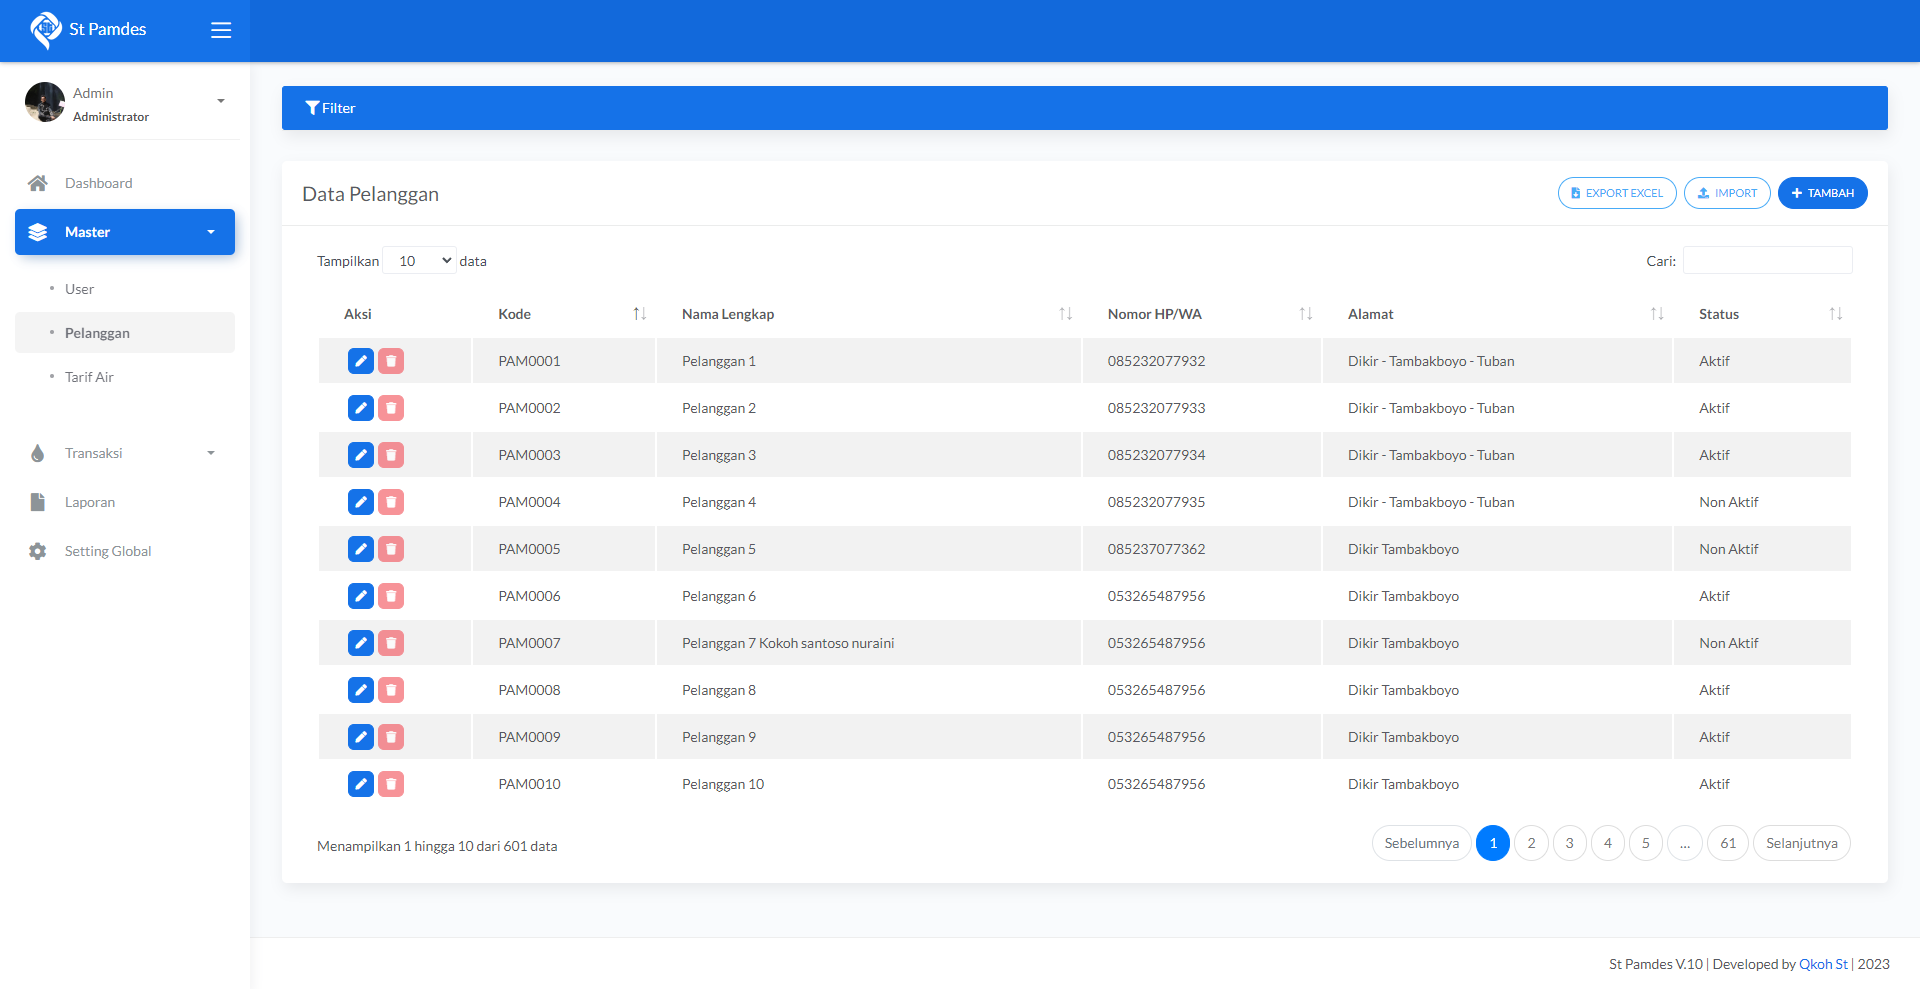 St Pamdes
Admin
Administrator
Dashboard
Master
User
Pelanggan
Tarif Air
Transaksi
Laporan
Setting Global
Filter
Data Pelanggan
EXPORT EXCEL IMPORT TAMBAH
Tampilkan 10 data Cari:
Aksi Kode Nama Lengkap Nomor HP/WA Alamat Status
PAM0001 Pelanggan 1 085232077932 Dikir - Tambakboyo - Tuban Aktif
PAM0002 Pelanggan 2 085232077933 Dikir - Tambakboyo - Tuban Aktif
PAM0003 Pelanggan 3 085232077934 Dikir - Tambakboyo - Tuban Aktif
PAM0004 Pelanggan 4 085232077935 Dikir - Tambakboyo - Tuban Non Aktif
PAM0005 Pelanggan 5 085237077362 Dikir Tambakboyo Non Aktif
PAM0006 Pelanggan 6 053265487956 Dikir Tambakboyo Aktif
PAM0007 Pelanggan 7 Kokoh santoso nuraini 053265487956 Dikir Tambakboyo Non Aktif
PAM0008 Pelanggan 8 053265487956 Dikir Tambakboyo Aktif
PAM0009 Pelanggan 9 053265487956 Dikir Tambakboyo Aktif
PAM0010 Pelanggan 10 053265487956 Dikir Tambakboyo Aktif
Menampilkan 1 hingga 10 dari 601 data
Sebelumnya 1 2 3 4 5 ... 61 Selanjutnya
St Pamdes V.10 | Developed by Qkoh St | 2023